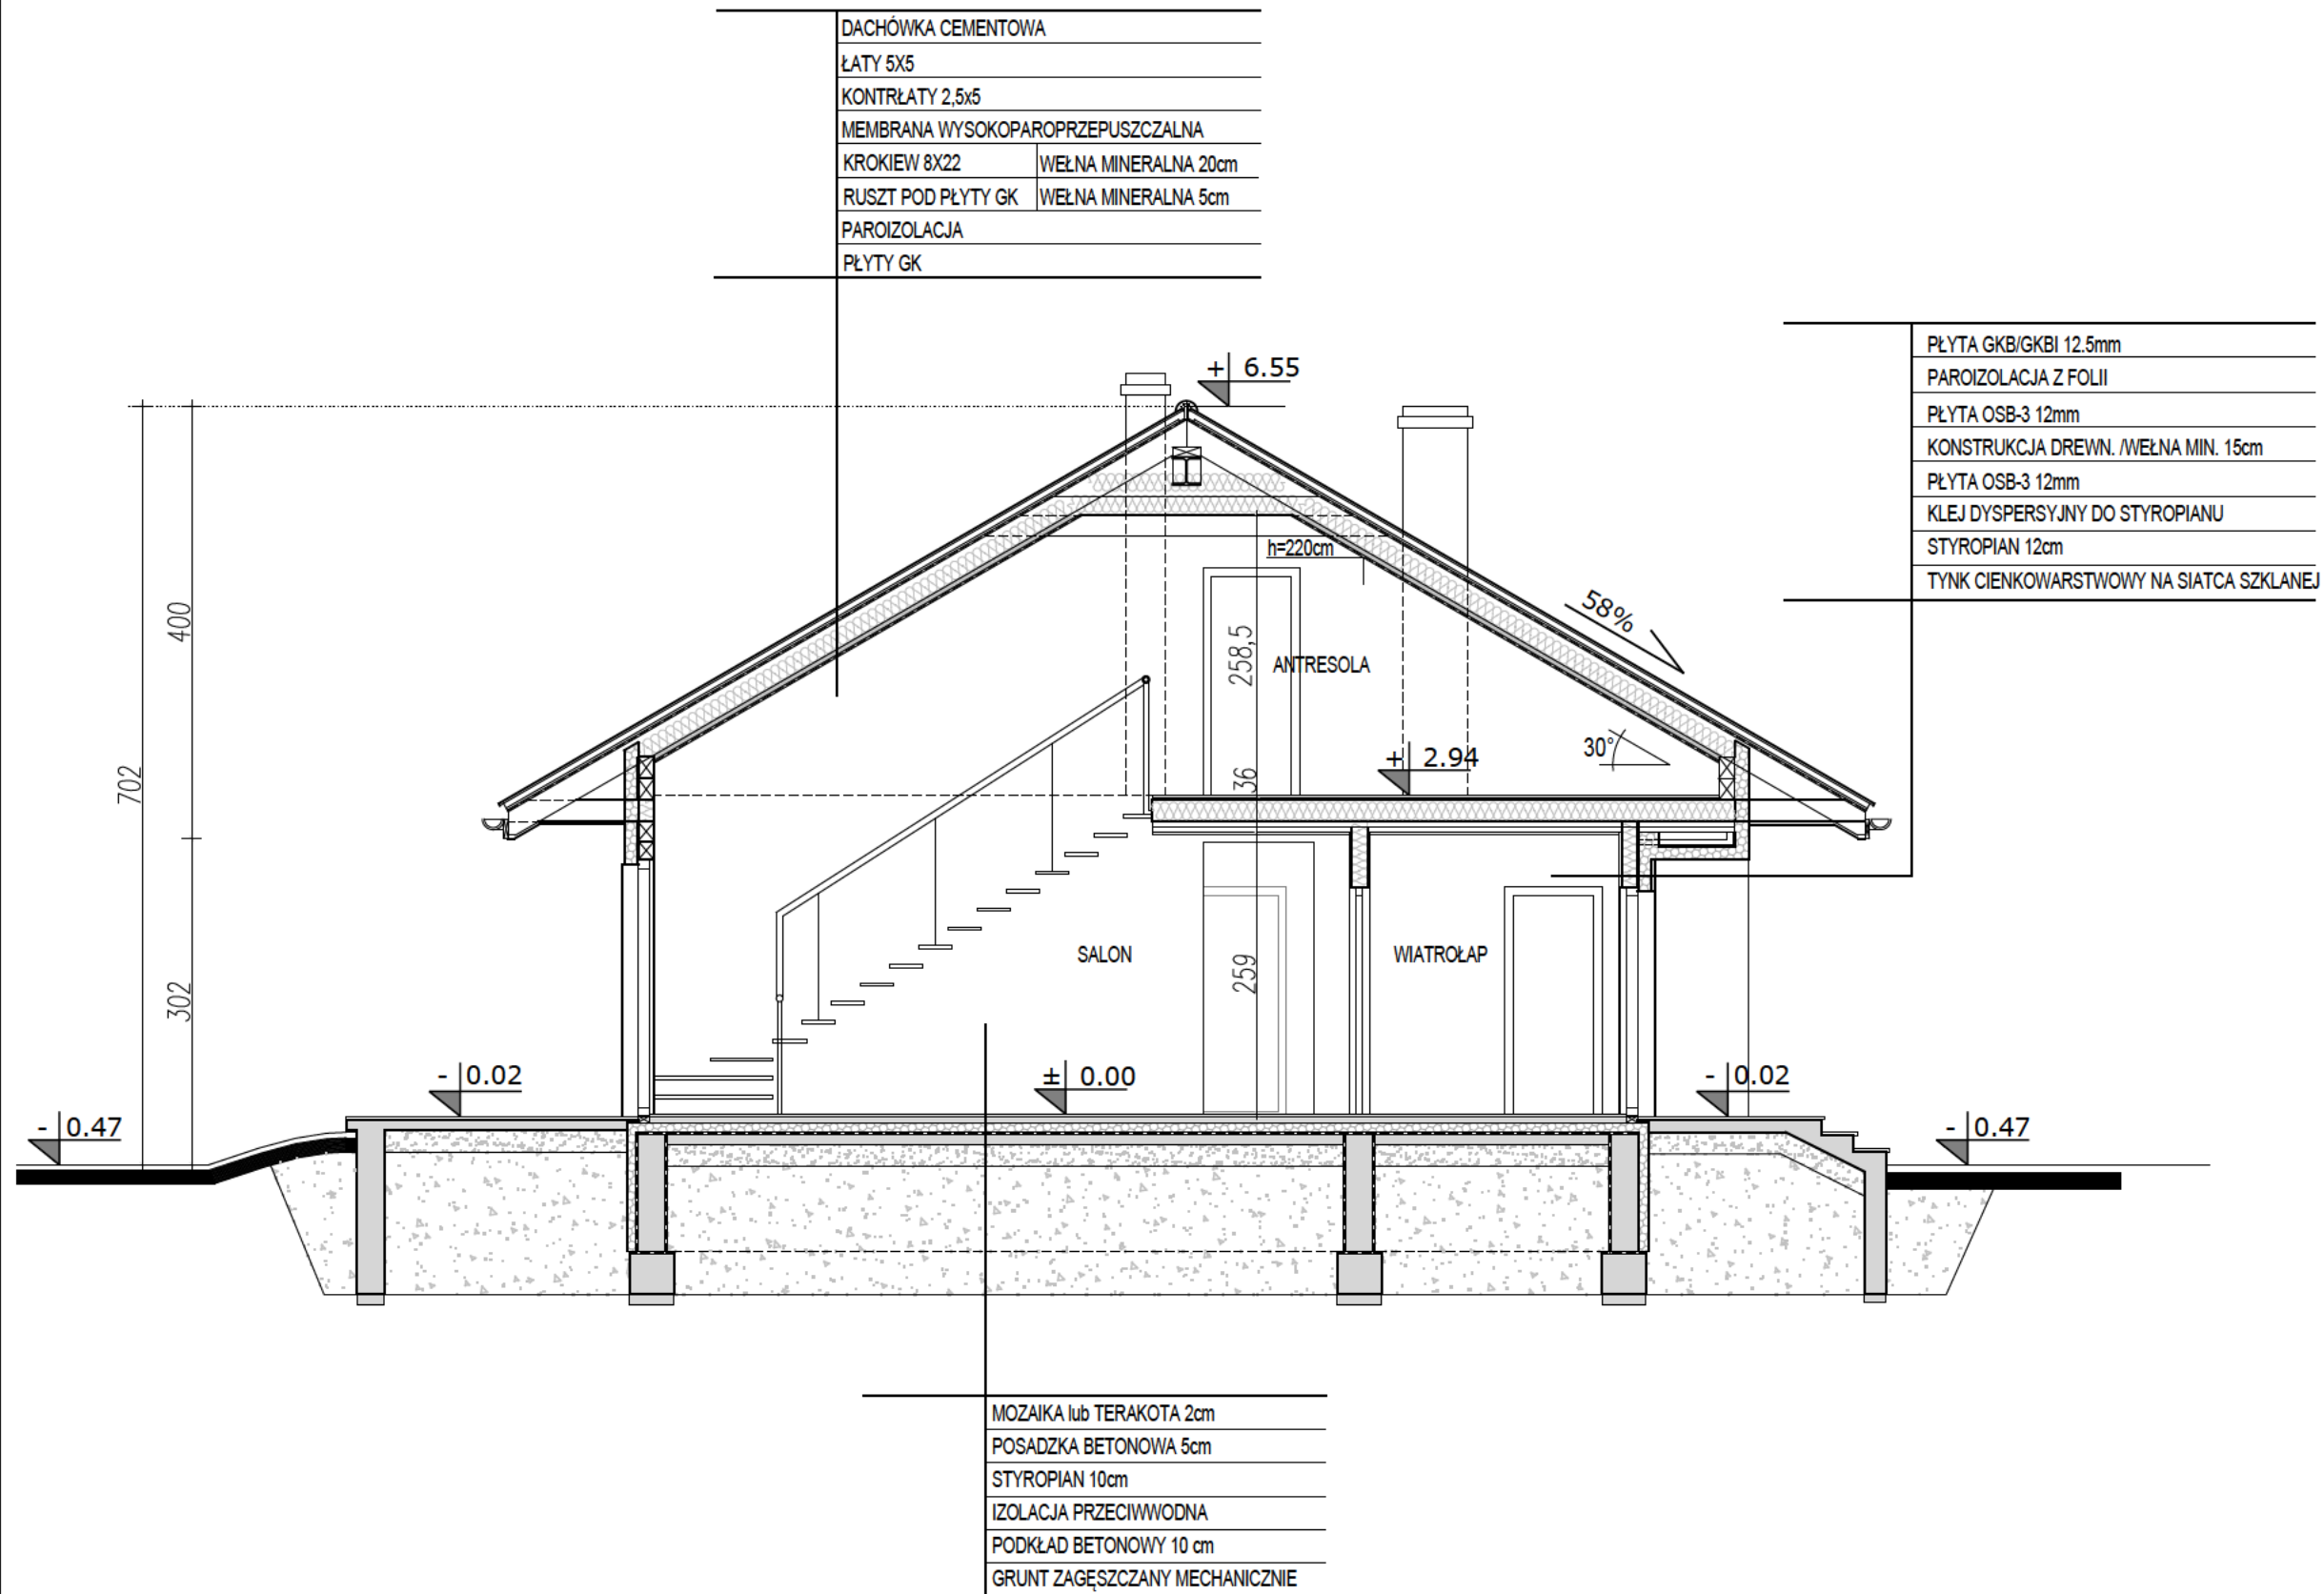 DACHÓWKA CEMENTOWA
ŁATY 5X5
KONTRŁATY 2,5x5
MEMBRANA WYSOKOPAROPRZEPUSZCZALNA
KROKIEW 8X22 WEŁNA MINERALNA 20cm
RUSZT POD PŁYTY GK WEŁNA MINERALNA 5cm
PAROIZOLACJA
PŁYTY GK
PŁYTA GKB/GKBI 12.5mm
PAROIZOLACJA Z FOLII
PŁYTA OSB-3 12mm
KONSTRUKCJA DREWN. /WEŁNA MIN. 15cm
PŁYTA OSB-3 12mm
KLEJ DYSPERSYJNY DO STYROPIANU
STYROPIAN 12cm
TYNK CIENKOWARSTWOWY NA SIATCA SZKLANEJ
+ 6.55
h=220cm
58%
400
258,5
ANTRESOLA
30°
+ 2.94
702
36
SALON
WIATROŁAP
259
302
- 0.02
± 0.00
- 0.02
- 0.47
- 0.47
MOZAIKA lub TERAKOTA 2cm
POSADZKA BETONOWA 5cm
STYROPIAN 10cm
IZOLACJA PRZECIWWODNA
PODKŁAD BETONOWY 10 cm
GRUNT ZAGĘSZCZANY MECHANICZNIE